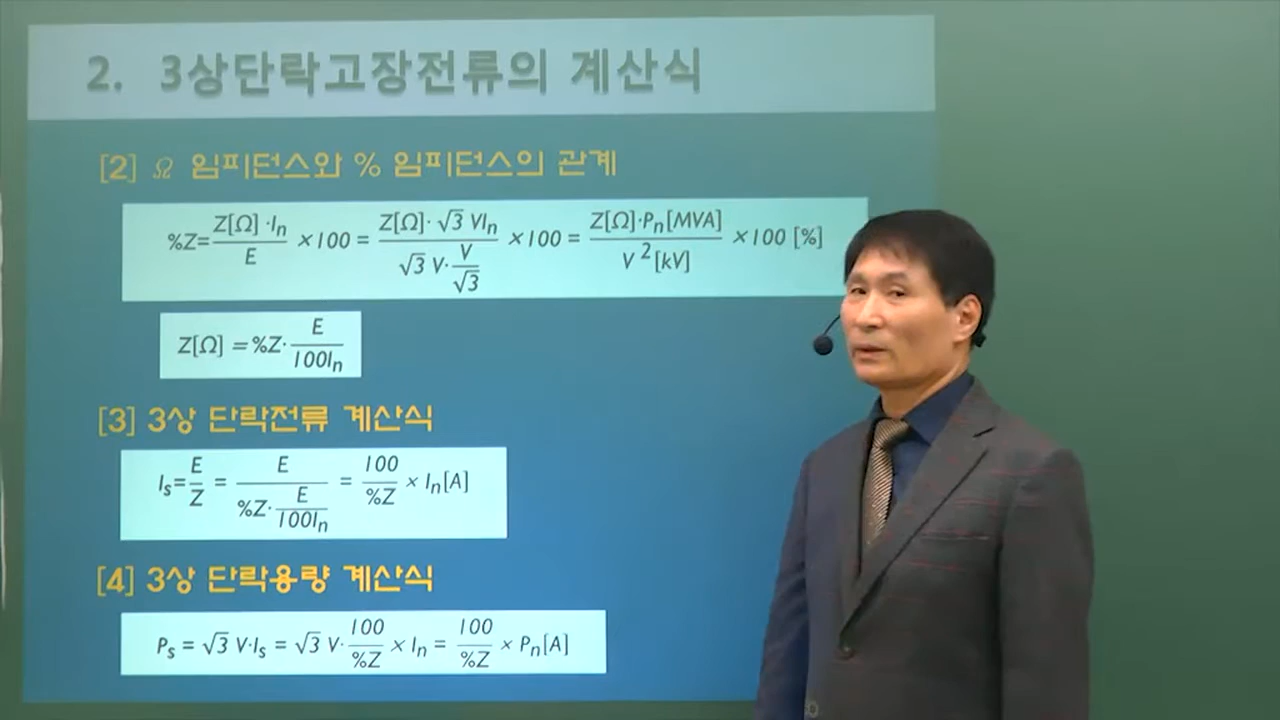 2. 3상단락고장전류의 계산식
[2] Ω 임피던스와 % 임피던스의 관계
%Z= Z[Ω]·In / E ×100 = Z[Ω]·√3 VIn / √3 V· V/√3 ×100 = Z[Ω]·Pn[MVA] / V²[kV] ×100 [%]
Z[Ω] = %Z· E / 100In
[3] 3상 단락전류 계산식
Is= E / Z = E / %Z· E/100In = 100 / %Z × In[A]
[4] 3상 단락용량 계산식
Ps = √3 V·Is = √3 V· 100 / %Z × In = 100 / %Z × Pn[A]